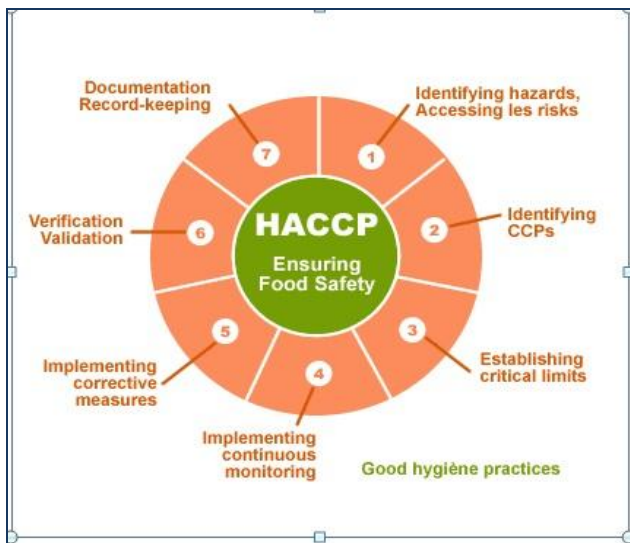 Documentation
Record-keeping
Identifying hazards,
Accessing les risks
7
1
Verification
Validation
6
HACCP
Ensuring
Food Safety
2
Identifying
CCPs
5
3
4
Implementing
corrective
measures
Establishing
critical limits
Implementing
continuous
monitoring
Good hygiène practices